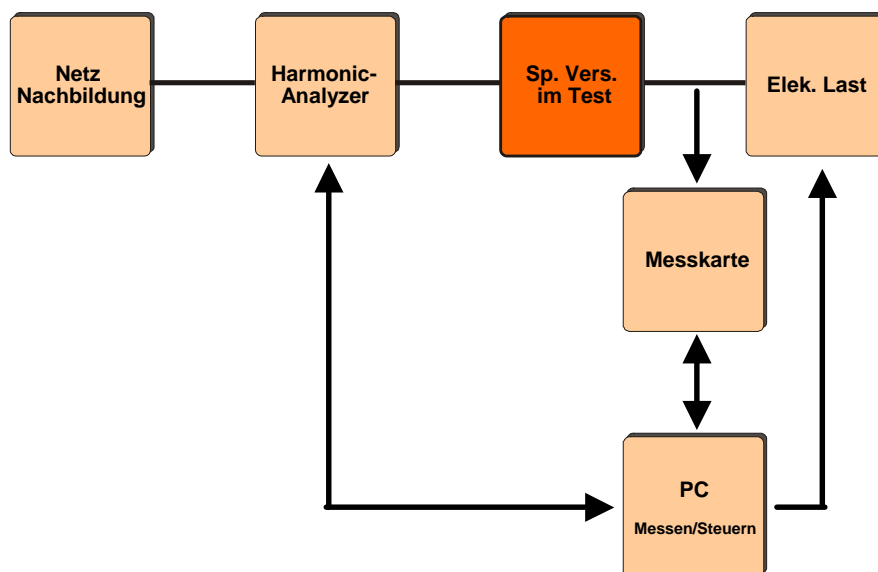 Netz
Nachbildung
Harmonic-
Analyzer
Sp. Vers.
im Test
Elek. Last
Messkarte
PC
Messen/Steuern